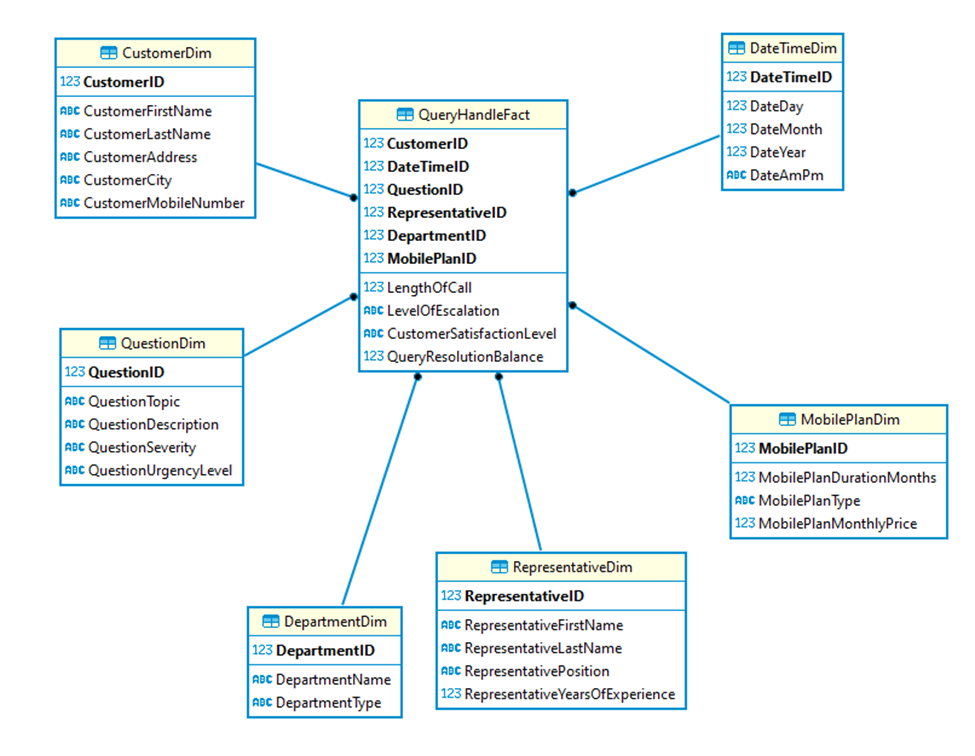 CustomerDim
123 CustomerID
ABC CustomerFirstName
ABC CustomerLastName
ABC CustomerAddress
ABC CustomerCity
ABC CustomerMobileNumber
QueryHandleFact
123 CustomerID
123 DateTimeID
123 QuestionID
123 RepresentativeID
123 DepartmentID
123 MobilePlanID
123 LengthOfCall
ABC LevelOfEscalation
ABC CustomerSatisfactionLevel
123 QueryResolutionBalance
DateTimeDim
123 DateTimeID
123 DateDay
123 DateMonth
123 DateYear
ABC DateAmPm
QuestionDim
123 QuestionID
ABC QuestionTopic
ABC QuestionDescription
ABC QuestionSeverity
ABC QuestionUrgencyLevel
MobilePlanDim
123 MobilePlanID
123 MobilePlanDurationMonths
ABC MobilePlanType
123 MobilePlanMonthlyPrice
DepartmentDim
123 DepartmentID
ABC DepartmentName
ABC DepartmentType
RepresentativeDim
123 RepresentativeID
ABC RepresentativeFirstName
ABC RepresentativeLastName
ABC RepresentativePosition
123 RepresentativeYearsOfExperience